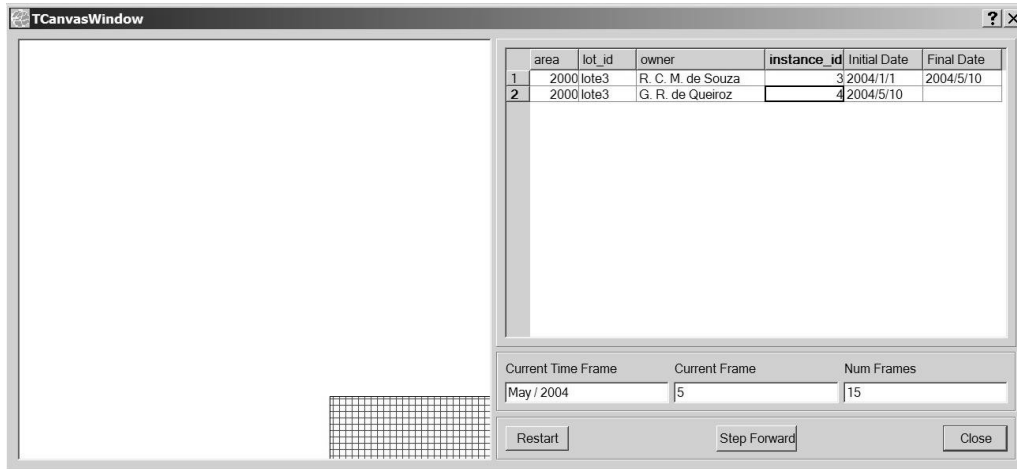 TCanvasWindow
area lot_id owner instance_id Initial Date Final Date
1 2000 lote3 R. C. M. de Souza 3 2004/1/1 2004/5/10
2 2000 lote3 G. R. de Queiroz 4 2004/5/10
Current Time Frame Current Frame Num Frames
May / 2004 5 15
Restart Step Forward Close